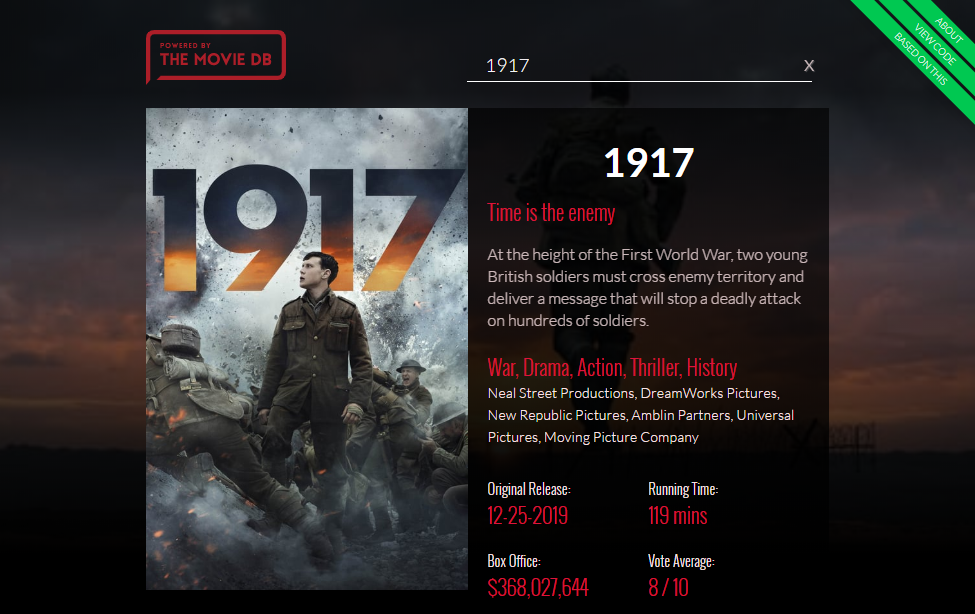 POWERED BY
THE MOVIE DB
1917
X
ABOUT
VIEW CODE
BASED ON THIS
1917
1917
Time is the enemy
At the height of the First World War, two young
British soldiers must cross enemy territory and
deliver a message that will stop a deadly attack
on hundreds of soldiers.
War, Drama, Action, Thriller, History
Neal Street Productions, DreamWorks Pictures,
New Republic Pictures, Amblin Partners, Universal
Pictures, Moving Picture Company
Original Release:
Running Time:
12-25-2019
119 mins
Box Office:
Vote Average:
$368,027,644
8 / 10